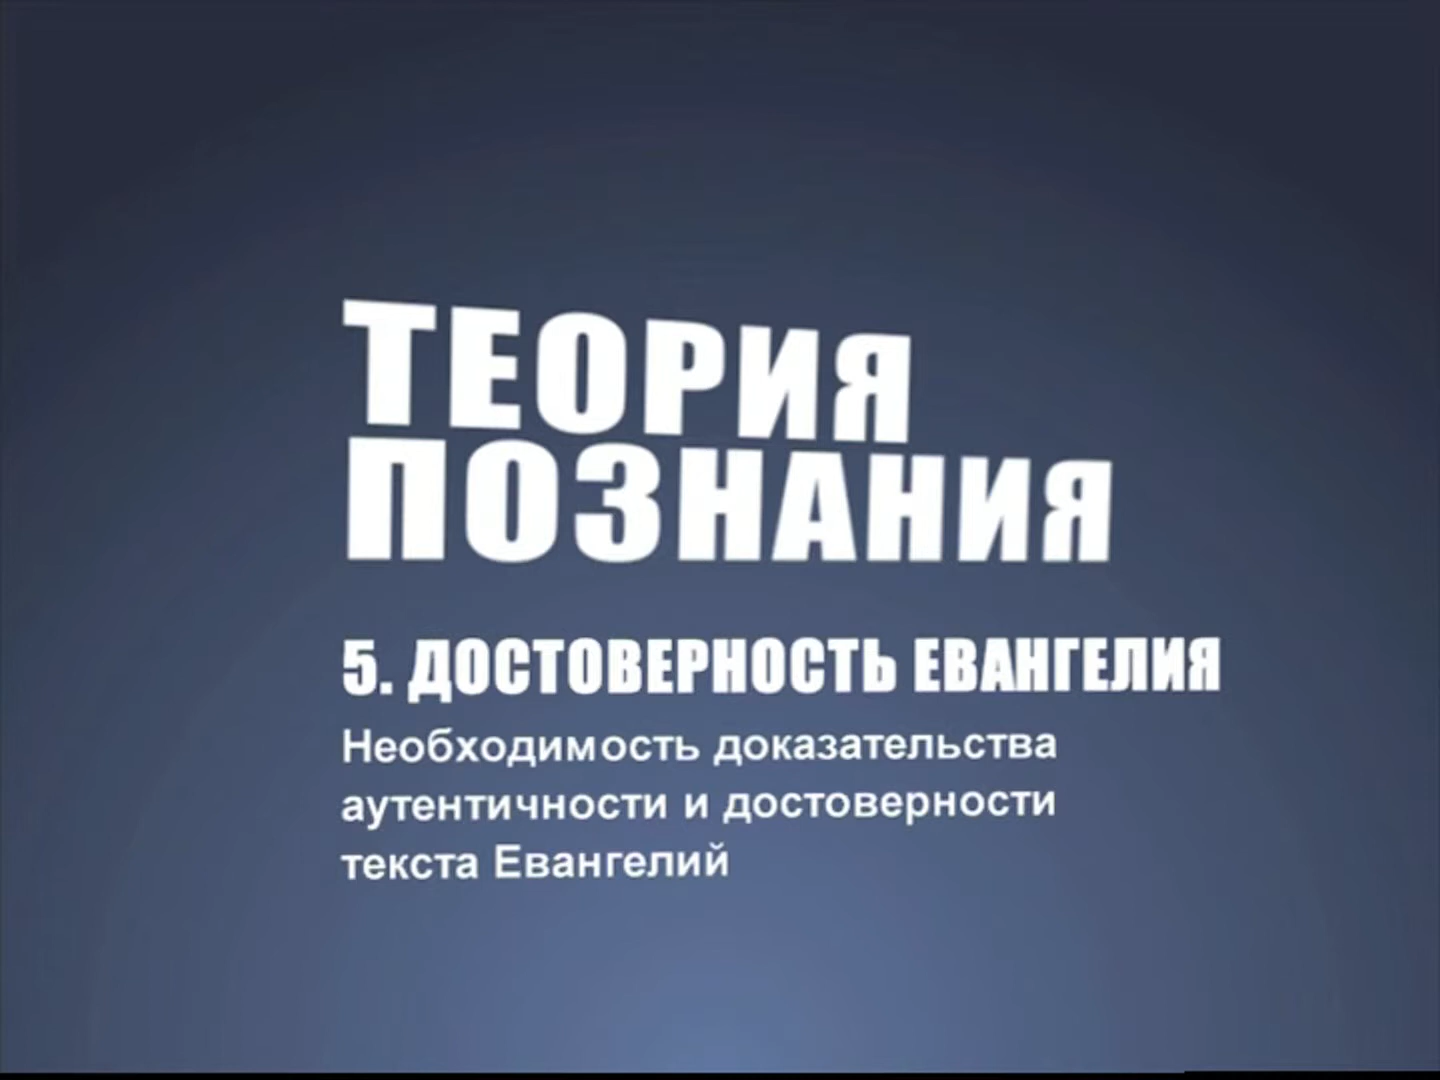 ТЕОРИЯ
ПОЗНАНИЯ
5. ДОСТОВЕРНОСТЬ ЕВАНГЕЛИЯ
Необходимость доказательства
аутентичности и достоверности
текста Евангелий